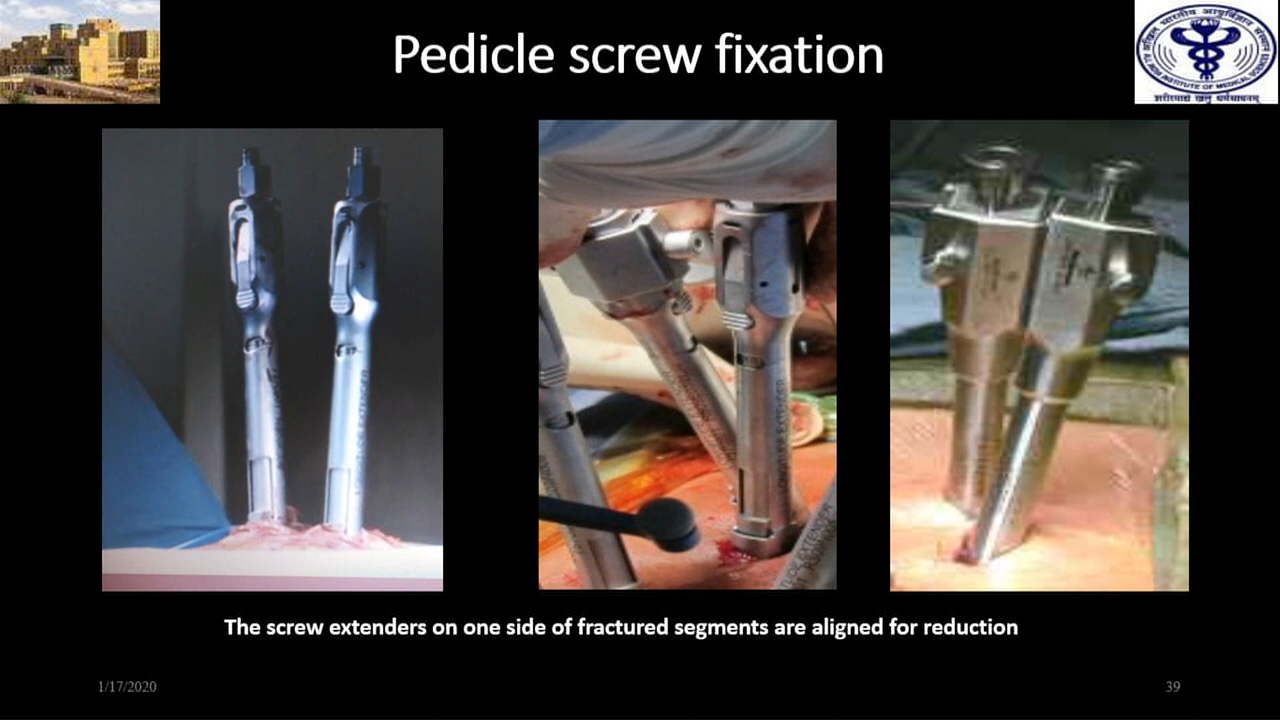 Pedicle screw fixation
The screw extenders on one side of fractured segments are aligned for reduction
1/17/2020
39